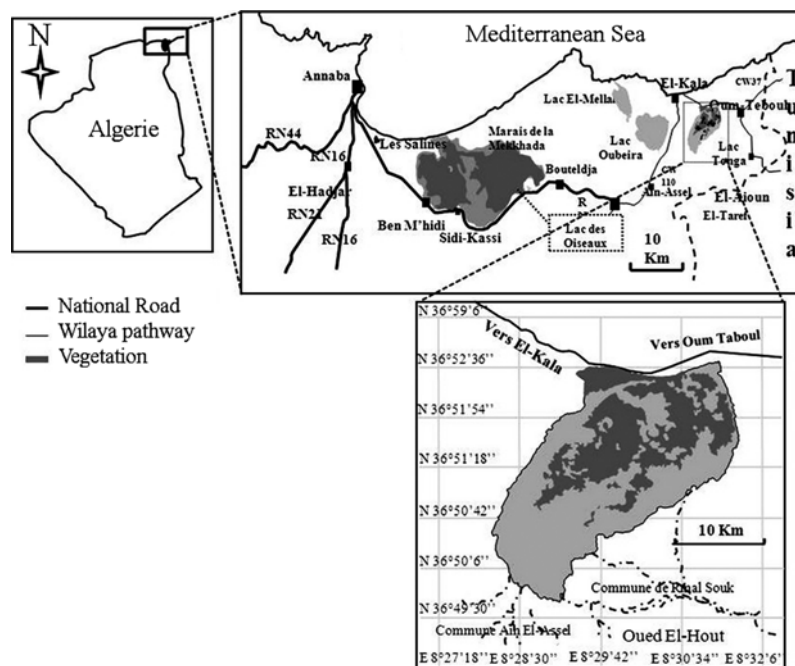 N
Algerie
Mediterranean Sea
Annaba
El-Kala
CW37
Lac El-Mellah
Oum Teboul
RN44
Les Salines
Marais de la
Mekkhada
Lac
Oubeira
Lac
Tonga
RN16
El-Hadjar
Bouteldja
CW
110
Ain-Assel
El-Aioun
RN21
Ben M'hidi
R
El-Taref
Sidi-Kassi
Lac des
Oiseaux
10
Km
RN16
Tunisia
National Road
Wilaya pathway
Vegetation
N 36°59'6''
Vers El-Kala
Vers Oum Taboul
N 36°52'36''
N 36°51'54''
N 36°51'18''
N 36°50'42''
10 Km
N 36°50'6''
Commune de Rmal Souk
N 36°49'30''
Commune Ain El-Assel
Oued El-Hout
E 8°27'18'' E 8°28'30'' E 8°29'42'' E 8°30'34'' E 8°32'6''